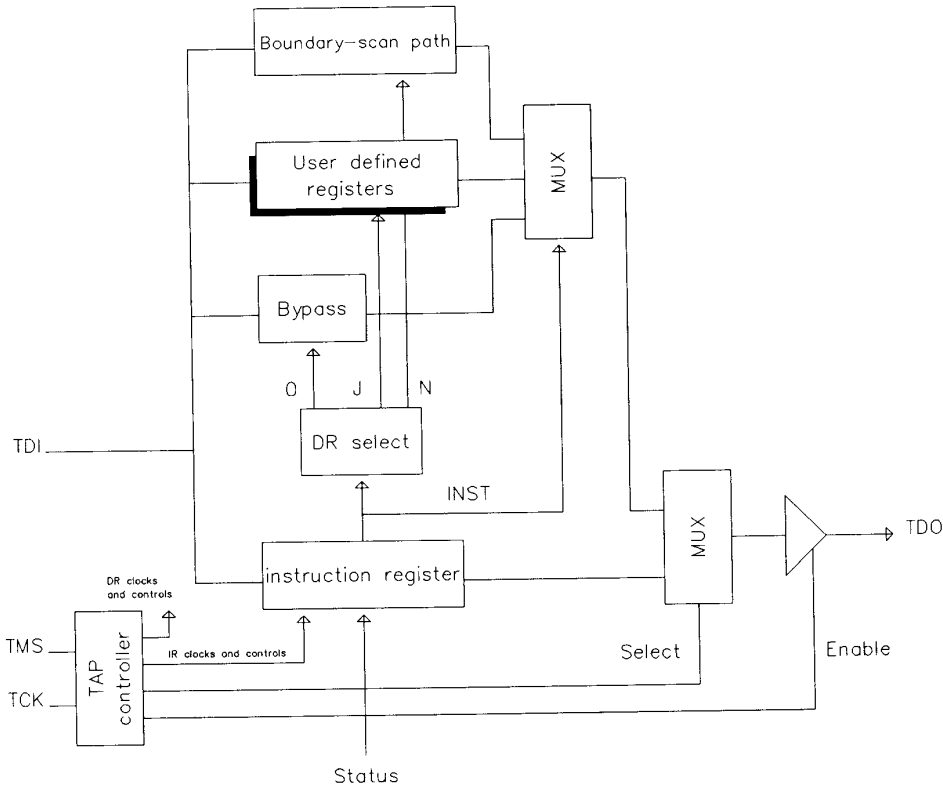 Boundary-scan path
User defined
registers
MUX
Bypass
O
J
N
DR select
TDI
INST
MUX
TDO
instruction register
DR clocks
and controls
TMS
TAP
controller
IR clocks and controls
Select
Enable
TCK
Status